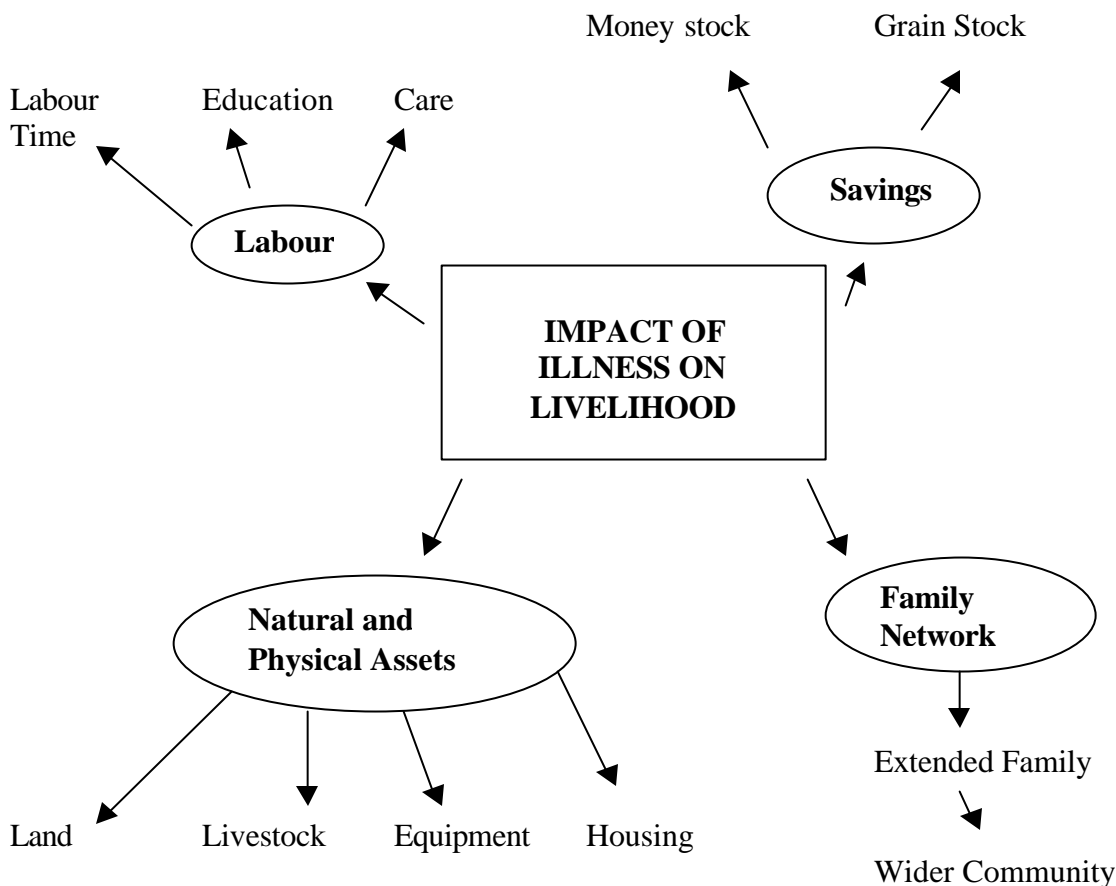 Money stock
Grain Stock
Labour
Time
Education
Care
Savings
Labour
IMPACT OF
ILLNESS ON
LIVELIHOOD
Natural and
Physical Assets
Family
Network
Extended Family
Land
Livestock
Equipment
Housing
Wider Community